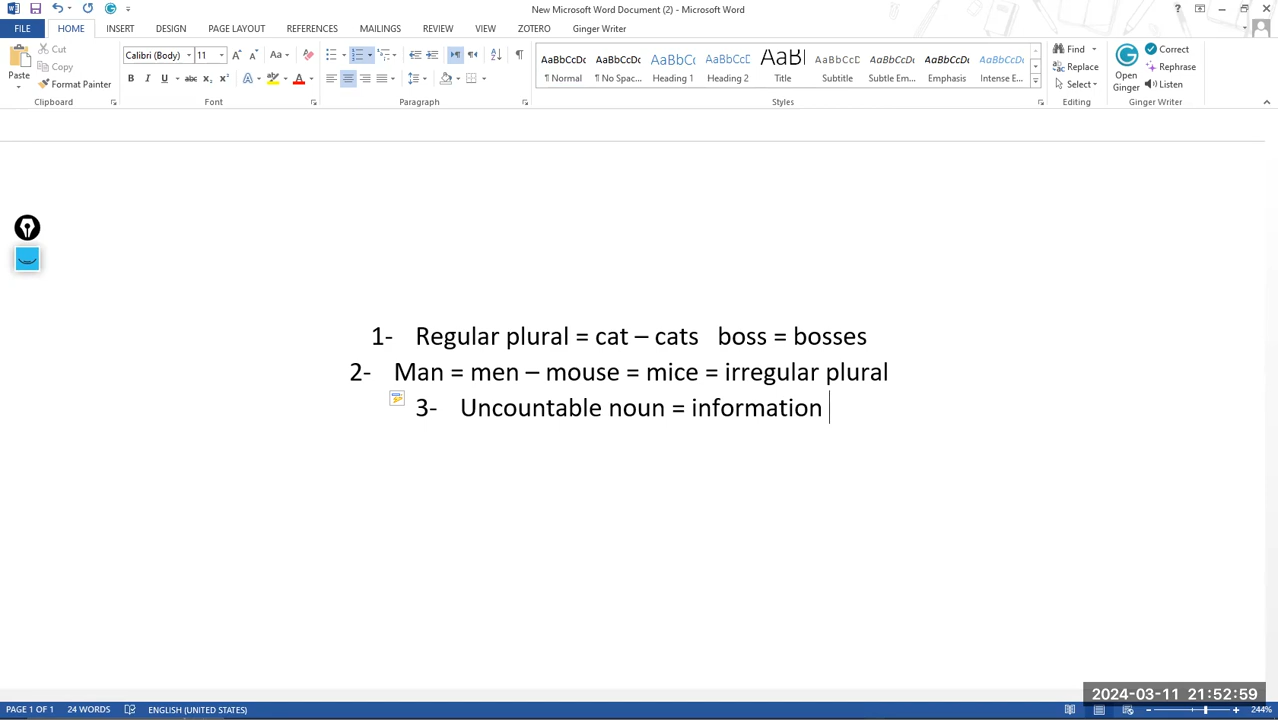 New Microsoft Word Document (2) - Microsoft Word
FILE HOME INSERT DESIGN PAGE LAYOUT REFERENCES MAILINGS REVIEW VIEW ZOTERO Ginger Writer
Paste
Cut
Copy
Format Painter
Clipboard
Calibri (Body) 11
Font
Paragraph
AaBbCcDc AaBbCcDc AaBbCc AaBbCcC AaBl AaBbCcC AaBbCcDc AaBbCcDc AaBbCcDc
¶ Normal ¶ No Spac... Heading 1 Heading 2 Title Subtitle Subtle Em... Emphasis Intense E...
Styles
Find
Replace
Select
Editing
Open Ginger
Correct
Rephrase
Listen
Ginger Writer
1- Regular plural = cat – cats boss = bosses
2- Man = men – mouse = mice = irregular plural
3- Uncountable noun = information
2024-03-11 21:52:59
PAGE 1 OF 1 24 WORDS ENGLISH (UNITED STATES) 244%